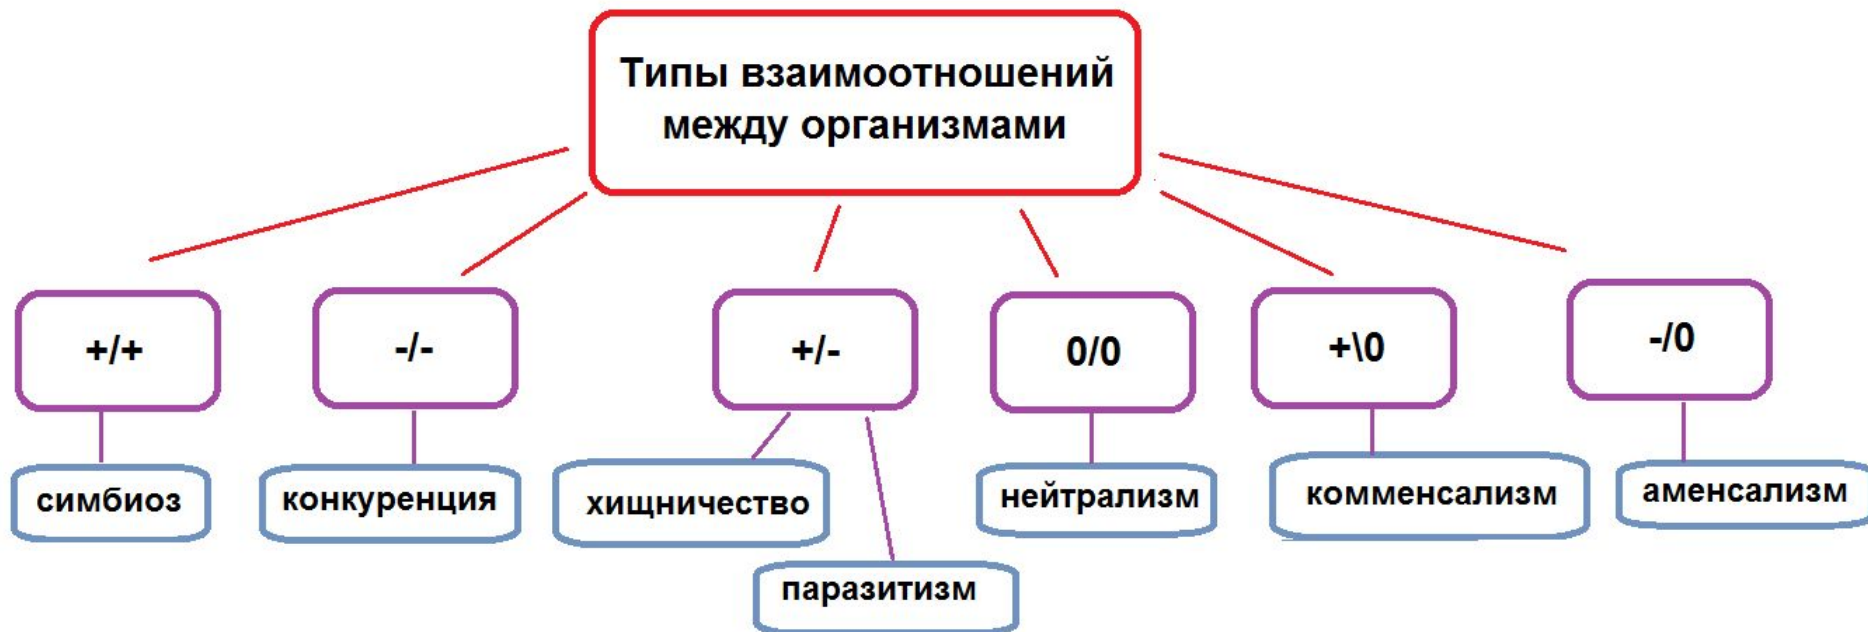 Типы взаимоотношений
между организмами
+/+
-/-
+/-
0/0
+\0
-/0
симбиоз
конкуренция
хищничество
нейтрализм
комменсализм
аменсализм
паразитизм